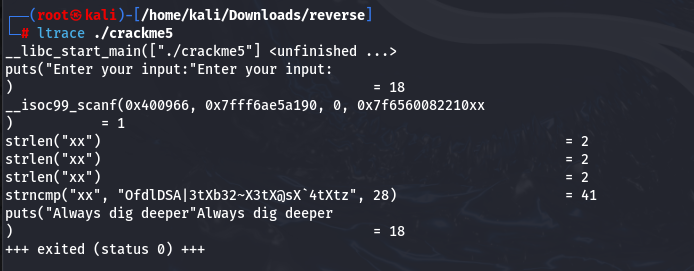 ┌──(root㉿kali)-[/home/kali/Downloads/reverse]
└─# ltrace ./crackme5
__libc_start_main(["./crackme5"] <unfinished ...>
puts("Enter your input:"Enter your input:
) = 18
__isoc99_scanf(0x400966, 0x7fff6ae5a190, 0, 0x7f6560082210xx
) = 1
strlen("xx") = 2
strlen("xx") = 2
strlen("xx") = 2
strncmp("xx", "OfdlDSA|3tXb32~X3tX@sX`4tXtz", 28) = 41
puts("Always dig deeper"Always dig deeper
) = 18
+++ exited (status 0) +++